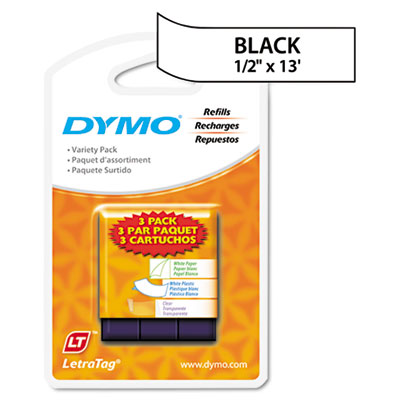 BLACK
1/2" x 13'
DYMO
Refills
Recharges
Repuestos
• Variety Pack
• Paquet d'assortiment
• Paquete Surtido
3 PACK
3 PAR PAQUET
3 CARTUCHOS
White Paper
Papier blanc
Papel Blanco
White Plastic
Plastique blanc
Plástico Blanco
Clear
Transparente
Transparente
LT
LetraTag®
www.dymo.com